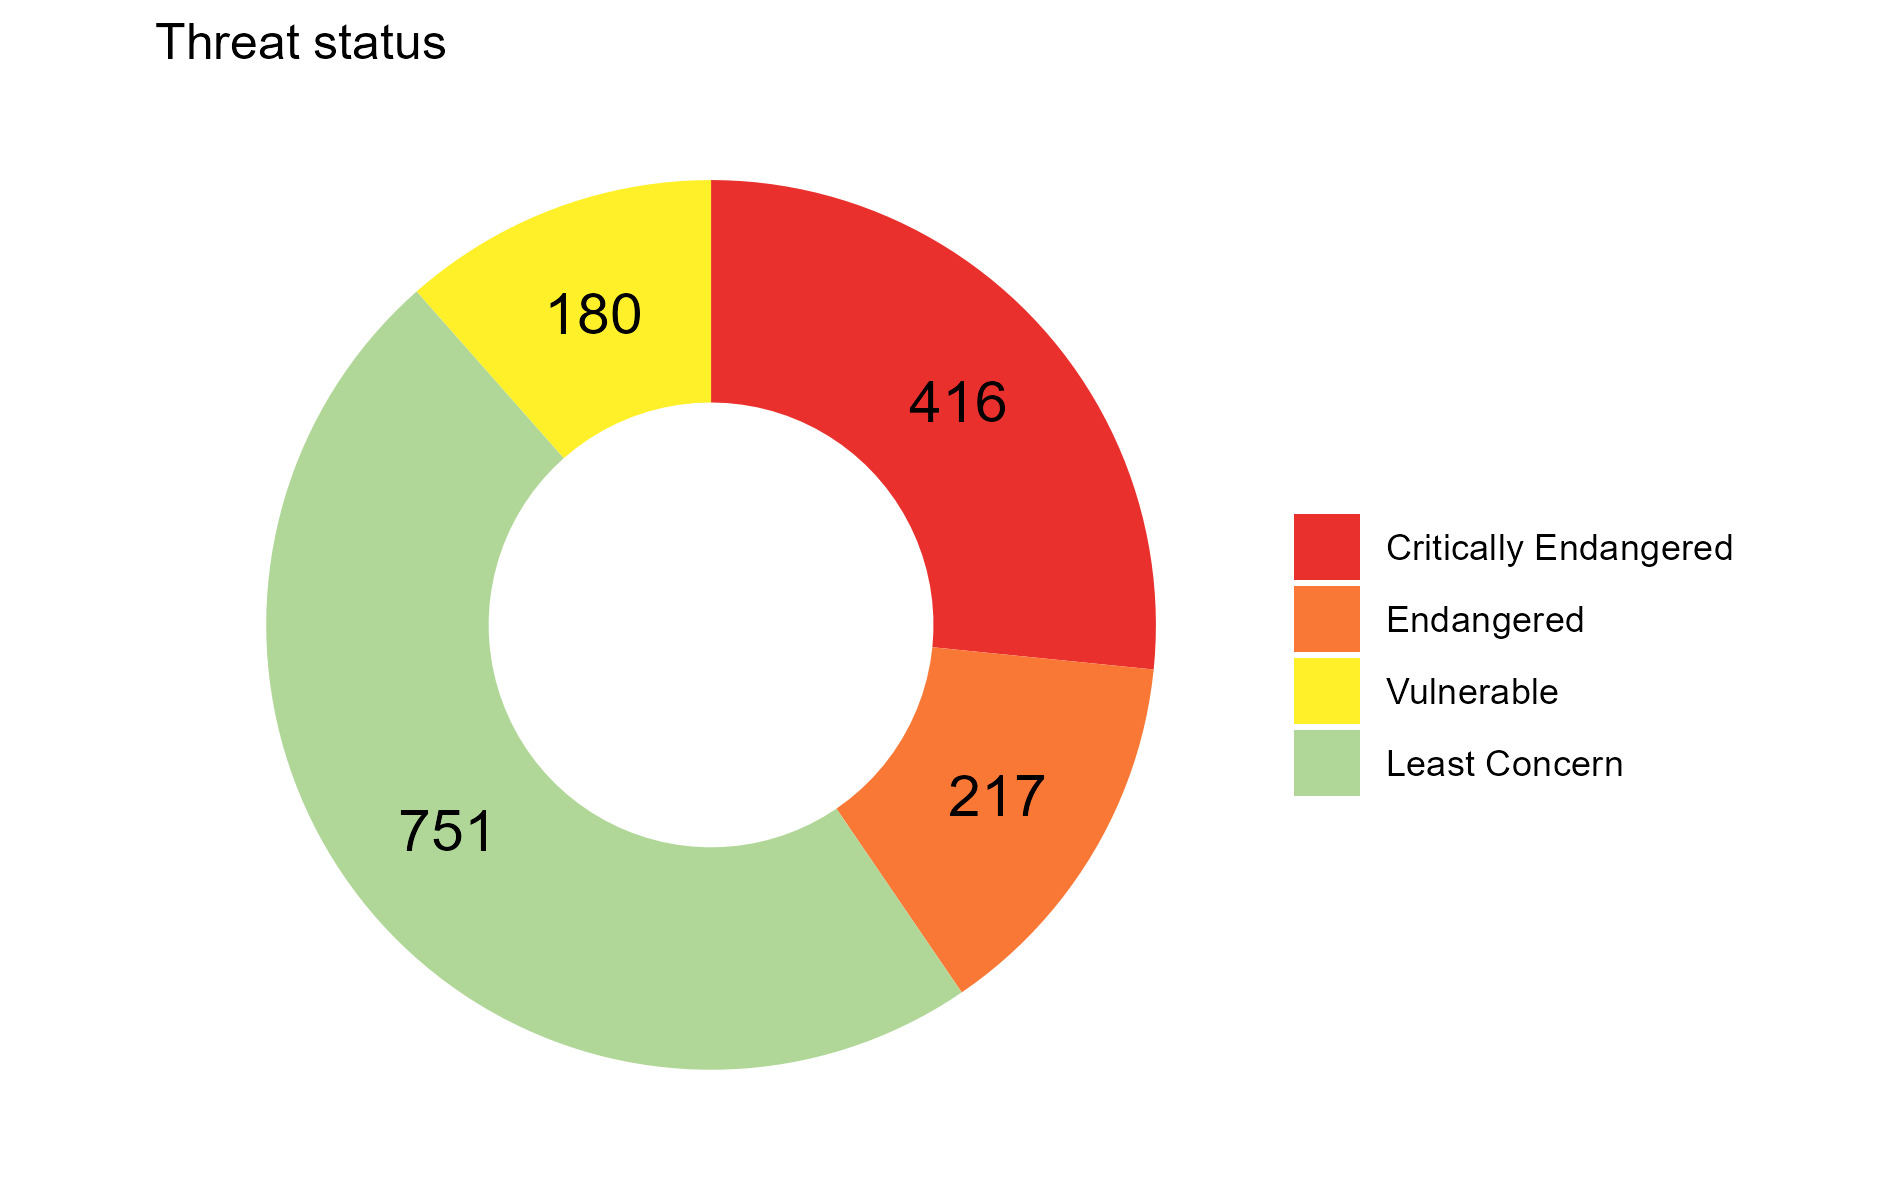 Threat status
180
416
217
751
Critically Endangered
Endangered
Vulnerable
Least Concern